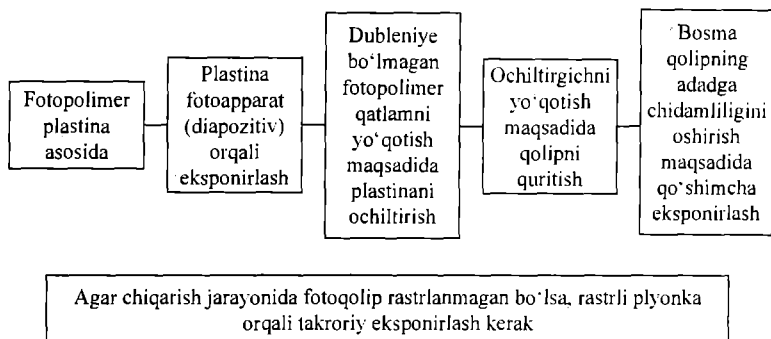 Fotopolimer
plastina
asosida
Plastina
fotoapparat
(diapozitiv)
orqali
eksponirlash
Dubleniye
bo‘lmagan
fotopolimer
qatlamni
yo‘qotish
maqsadida
plastinani
ochiltirish
Ochiltirgichni
yo‘qotish
maqsadida
qolipni
quritish
Bosma
qolipning
adadga
chidamliligini
oshirish
maqsadida
qo‘shimcha
eksponirlash
Agar chiqarish jarayonida fotoqolip rastrlanmagan bo‘lsa, rastrli plyonka
orqali takroriy eksponirlash kerak